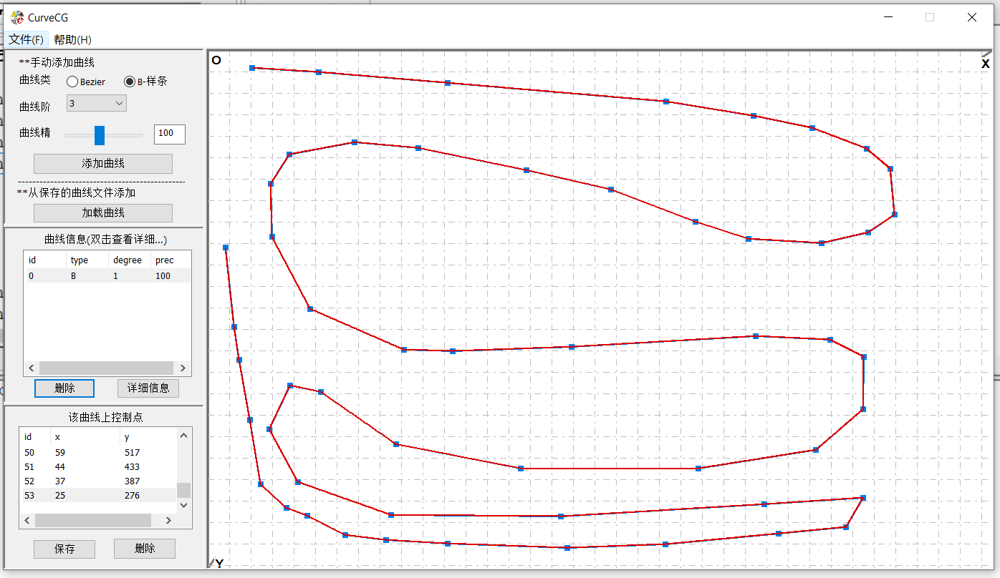 CurveCG
文件(F) 帮助(H)
**手动添加曲线
曲线类 Bezier B-样条
曲线阶 3
曲线精 100
添加曲线
**从保存的曲线文件添加
加载曲线
曲线信息(双击查看详细...)
id type degree prec
0 B 1 100
删除 详细信息
该曲线上控制点
id x y
50 59 517
51 44 433
52 37 387
53 25 276
保存 删除
O
X
Y